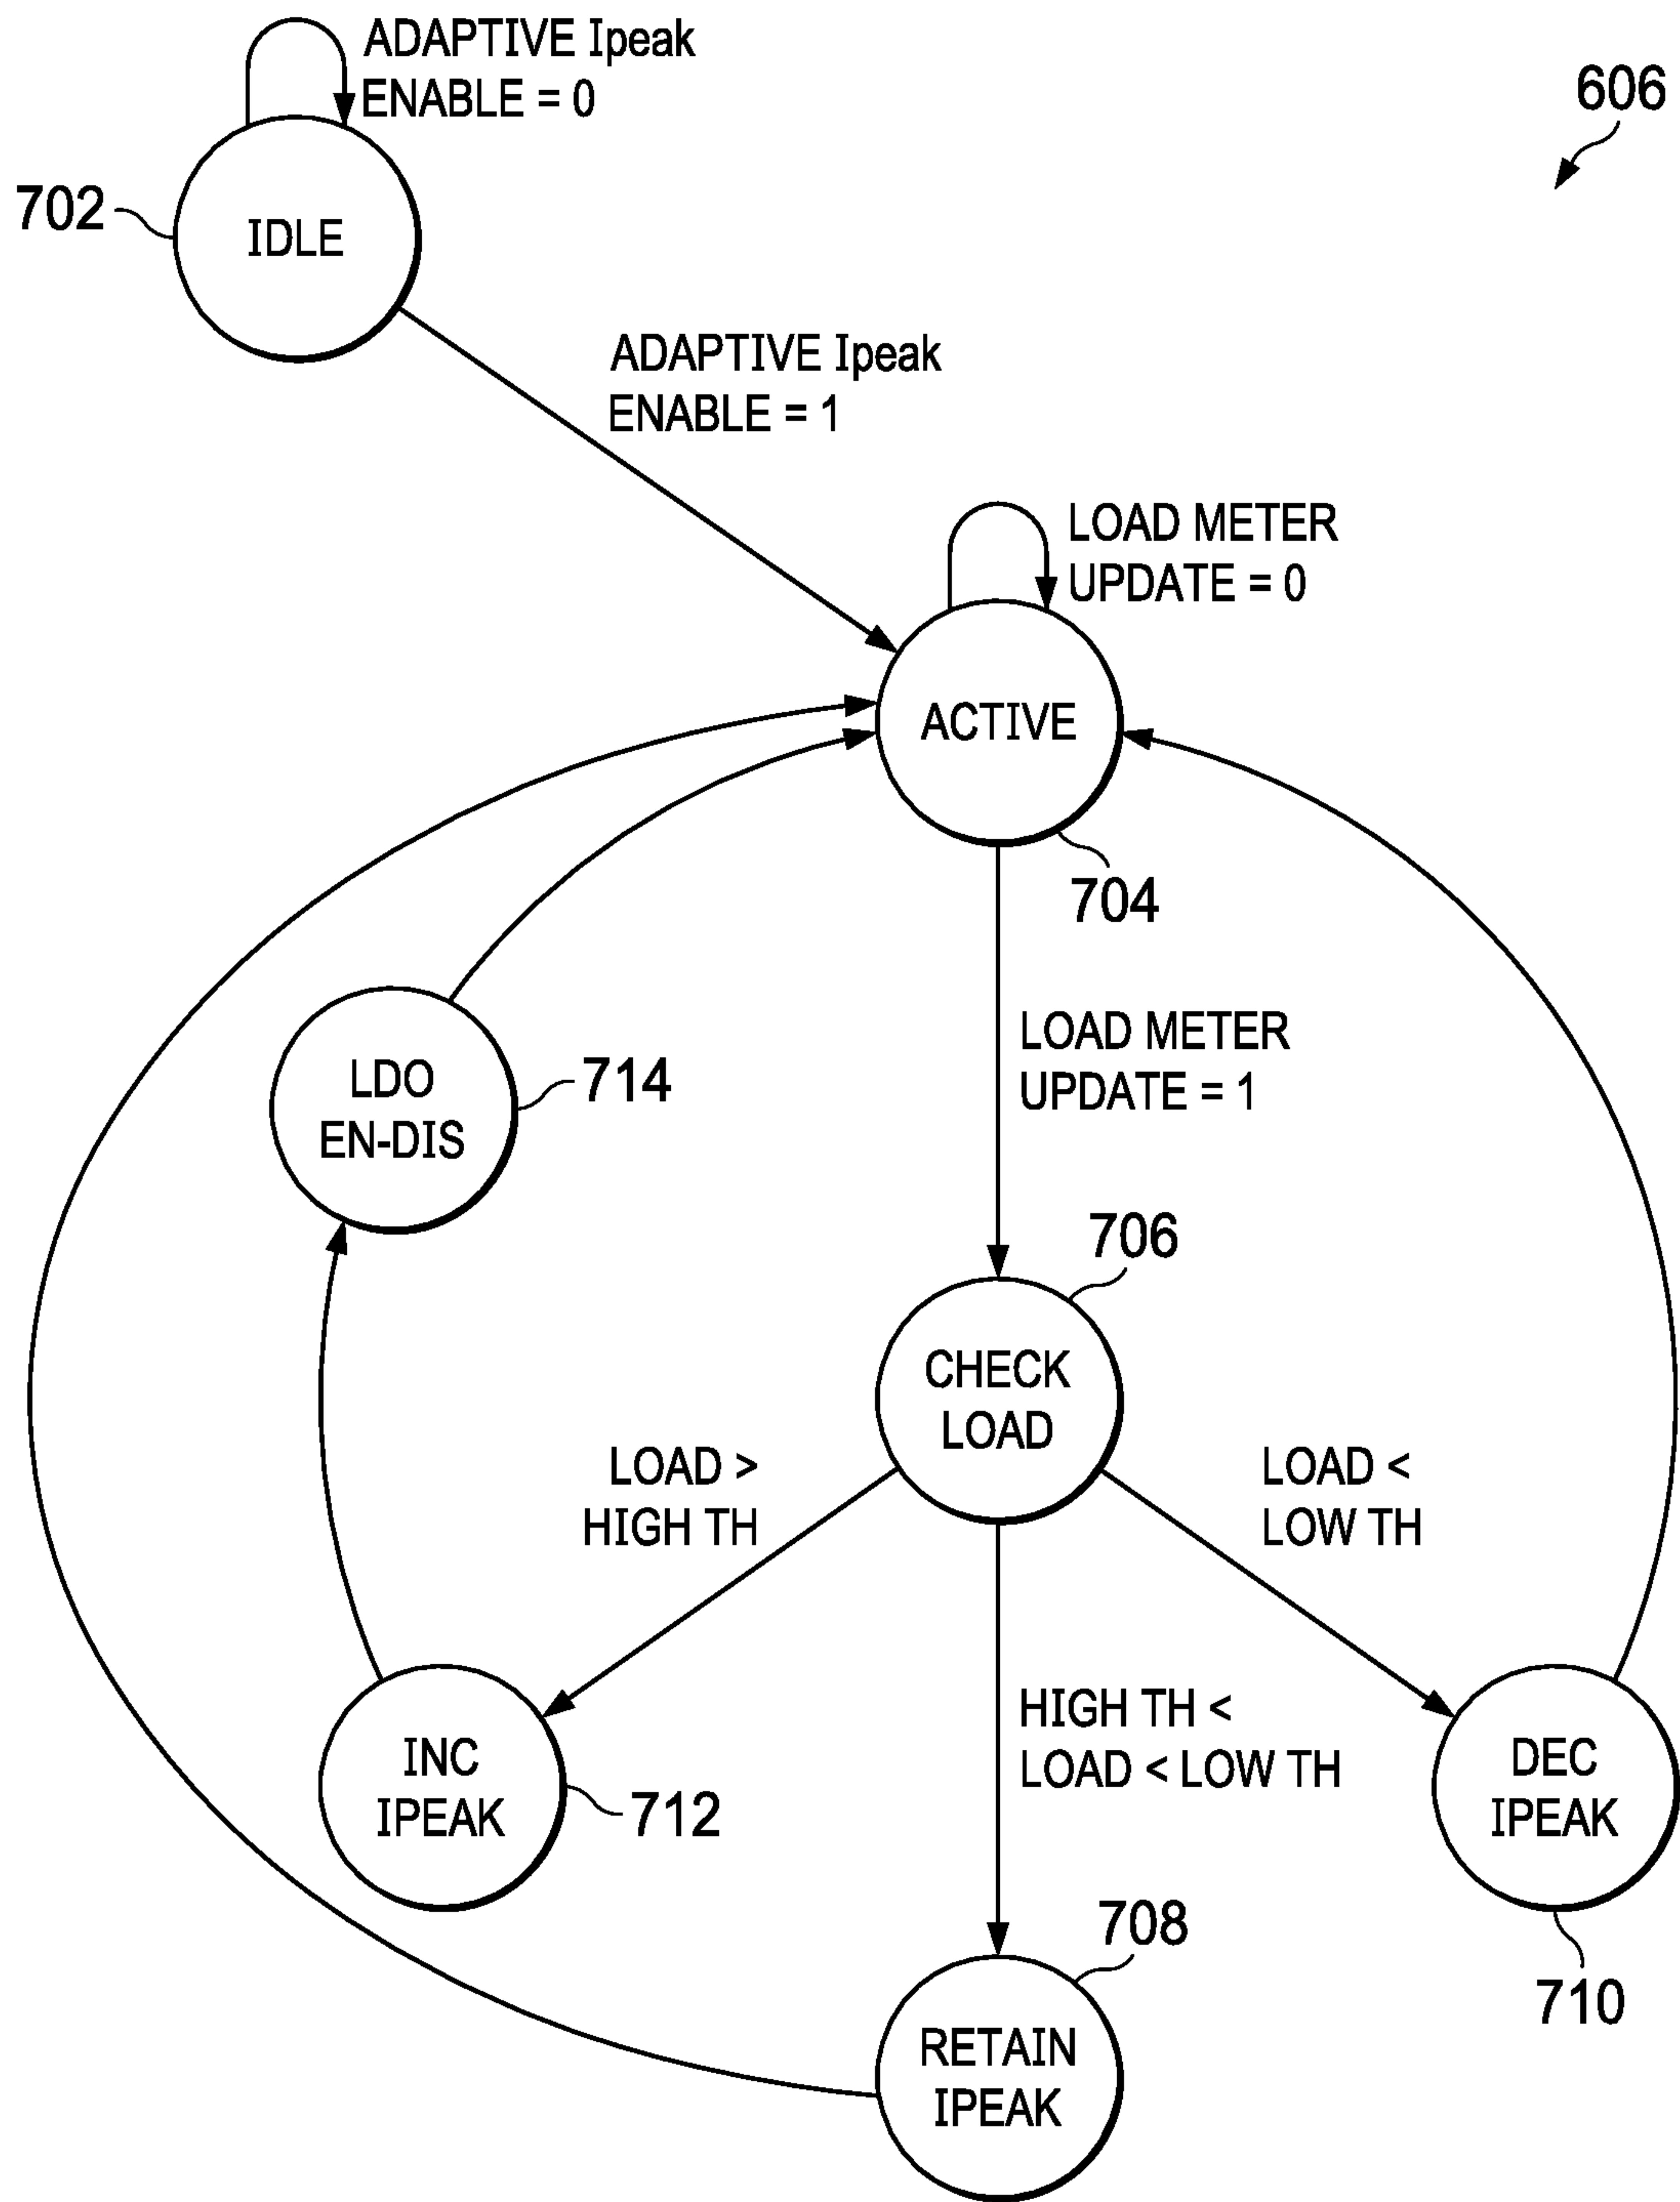 ADAPTIVE Ipeak
ENABLE = 0
606
702
IDLE
ADAPTIVE Ipeak
ENABLE = 1
LOAD METER
UPDATE = 0
ACTIVE
704
LDO
EN-DIS
714
LOAD METER
UPDATE = 1
706
CHECK
LOAD
LOAD >
HIGH TH
LOAD <
LOW TH
HIGH TH <
LOAD < LOW TH
INC
IPEAK
712
DEC
IPEAK
710
708
RETAIN
IPEAK